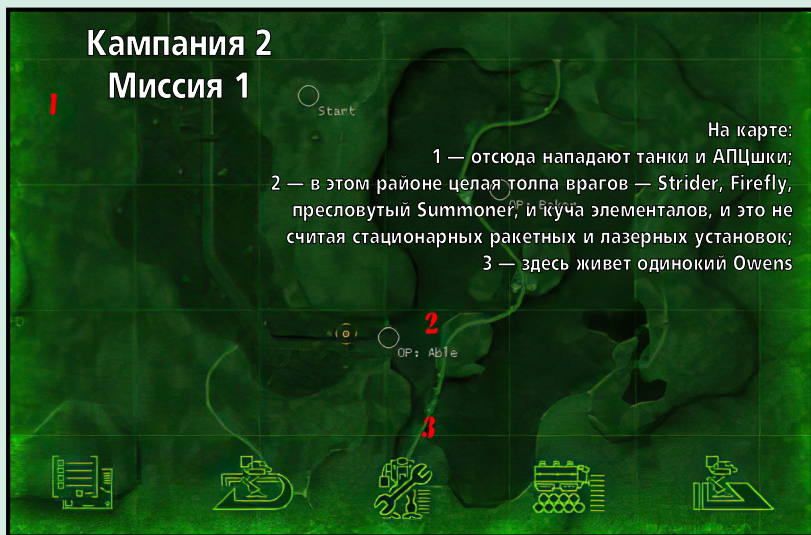 Кампания 2
Миссия 1
1
Start
На карте:
1 — отсюда нападают танки и АПЦшки;
2 — в этом районе целая толпа врагов — Strider, Firefly,
пресловутый Summoner, и куча элементалов, и это не
считая стационарных ракетных и лазерных установок;
3 — здесь живет одинокий Owens
2
OP: Able
3